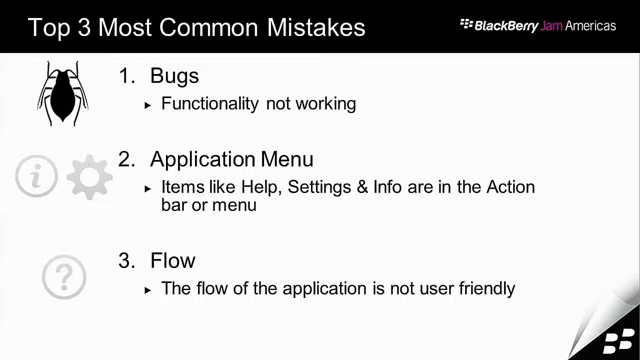 Top 3 Most Common Mistakes
BlackBerry Jam Americas
1. Bugs
Functionality not working
2. Application Menu
Items like Help, Settings & Info are in the Action
bar or menu
3. Flow
The flow of the application is not user friendly